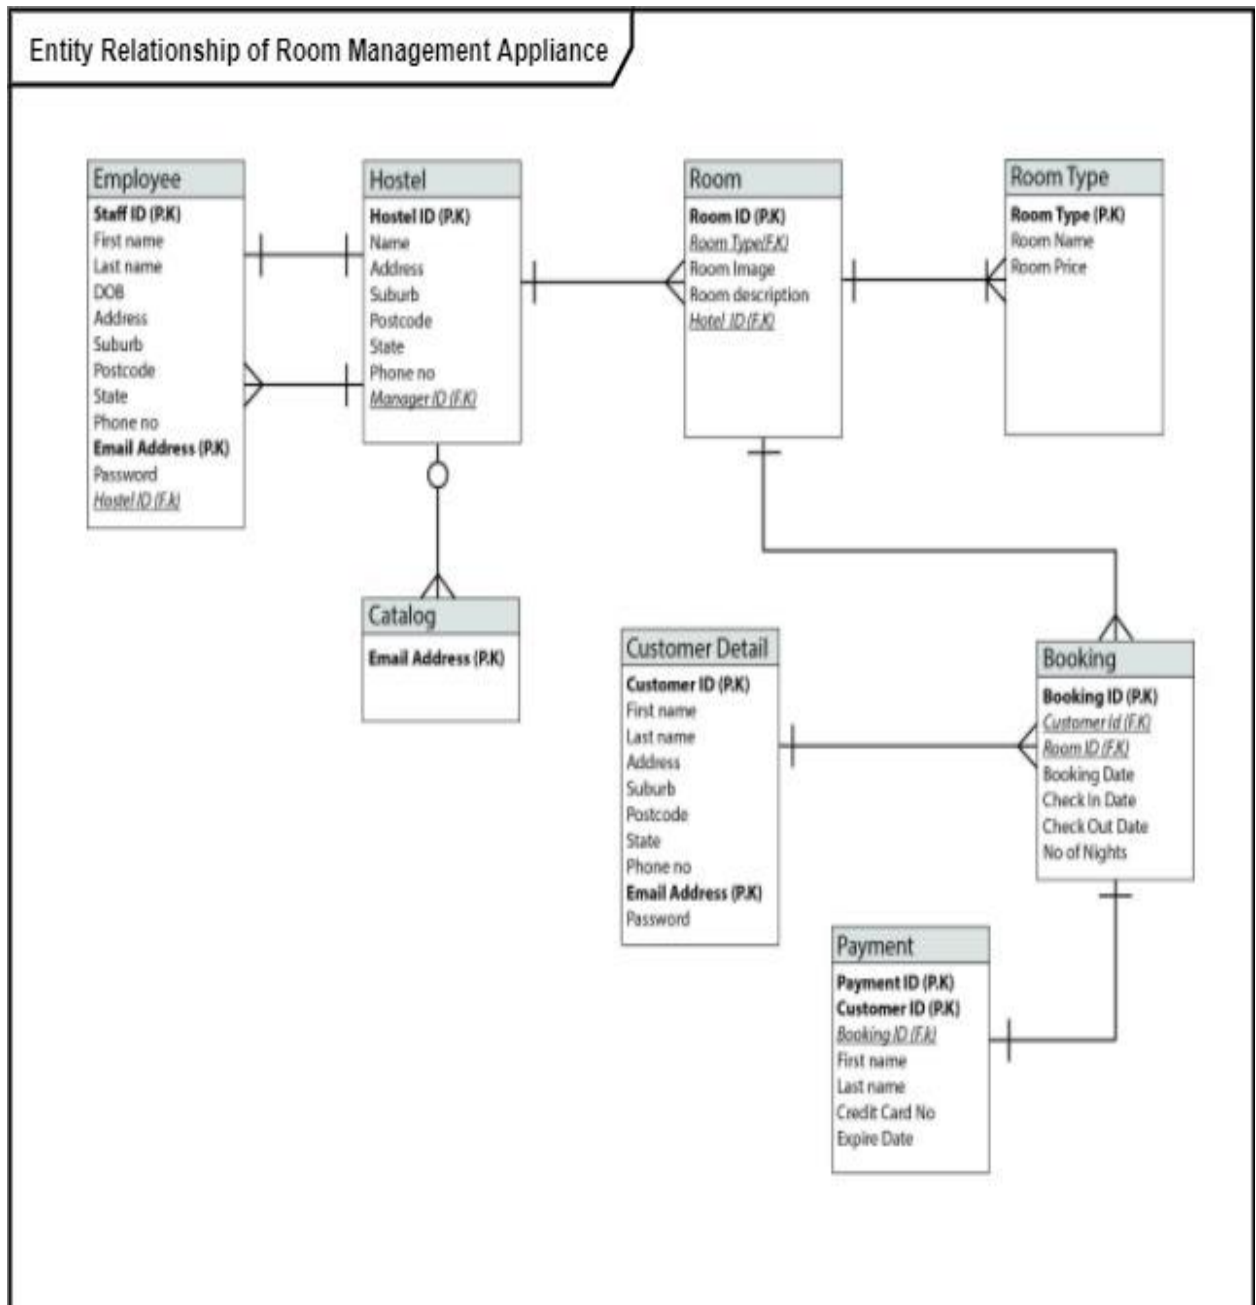 Entity Relationship of Room Management Appliance
Employee
Staff ID (P.K)
First name
Last name
DOB
Address
Suburb
Postcode
State
Phone no
Email Address (P.K)
Password
Hostel ID (F.k)
Hostel
Hostel ID (P.K)
Name
Address
Suburb
Postcode
State
Phone no
Manager ID (F.K)
Room
Room ID (P.K)
Room Type(F.K)
Room Image
Room description
Hotel ID (F.K)
Room Type
Room Type (P.K)
Room Name
Room Price
Catalog
Email Address (P.K)
Customer Detail
Customer ID (P.K)
First name
Last name
Address
Suburb
Postcode
State
Phone no
Email Address (P.K)
Password
Booking
Booking ID (P.K)
Customer Id (F.K)
Room ID (F.K)
Booking Date
Check In Date
Check Out Date
No of Nights
Payment
Payment ID (P.K)
Customer ID (P.K)
Booking ID (F.k)
First name
Last name
Credit Card No
Expire Date